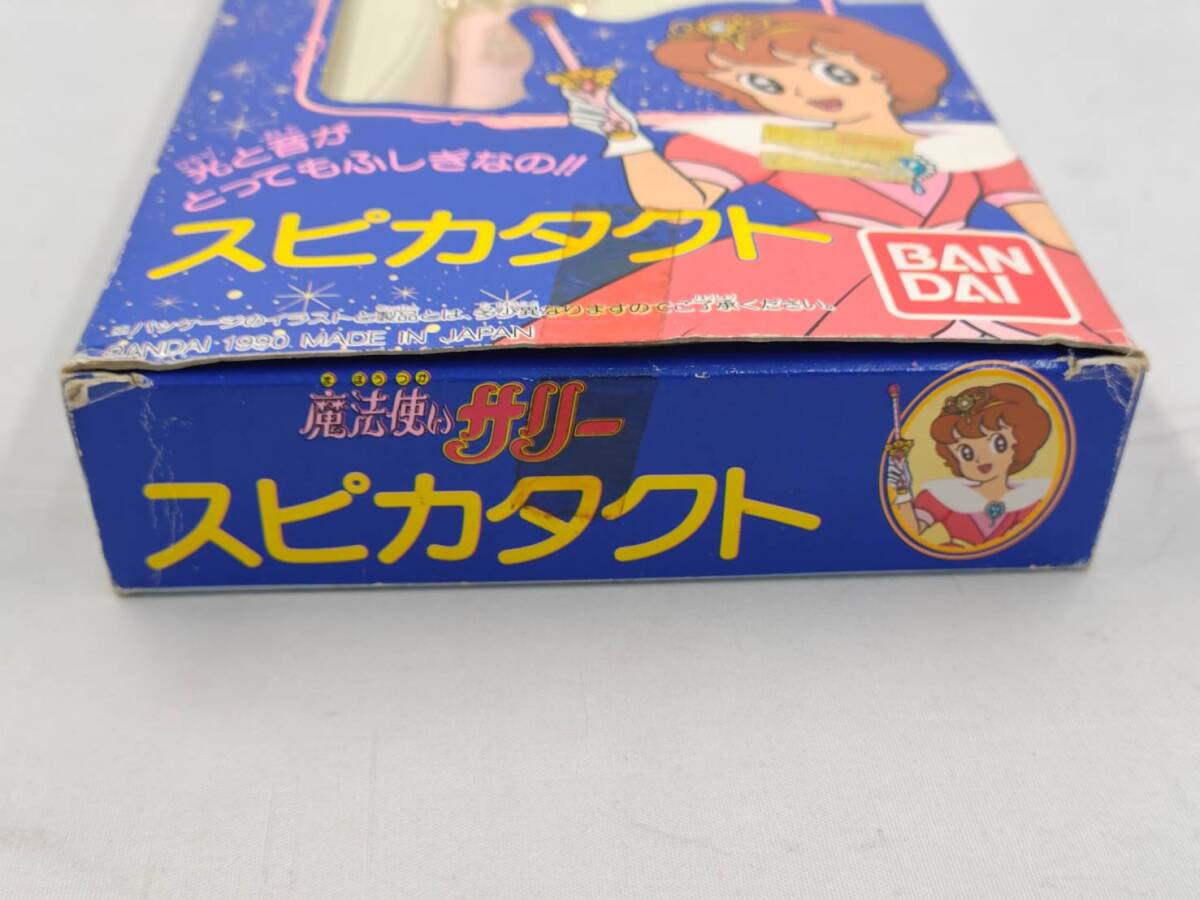 光と音が
とってもふしぎなの!!
スピカタクト
BAN
DAI
※パッケージのイラストと製品とは、多少異なりますのでご了承ください。
BANDAI 1990 MADE IN JAPAN
ま ほう つか
魔法使いサリー
スピカタクト